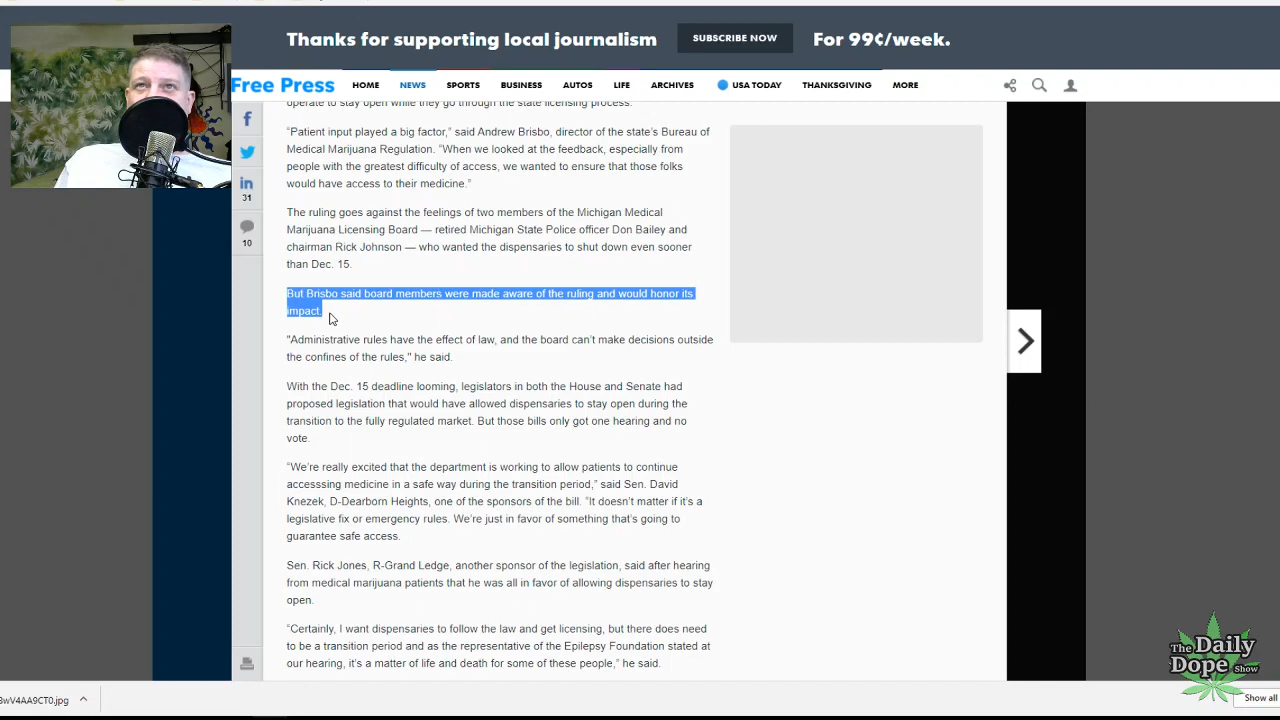 Thanks for supporting local journalism
SUBSCRIBE NOW
For 99¢/week.
Free Press
HOME
NEWS
SPORTS
BUSINESS
AUTOS
LIFE
ARCHIVES
USA TODAY
THANKSGIVING
MORE
operate to stay open while they go through the state licensing process.
“Patient input played a big factor,” said Andrew Brisbo, director of the state’s Bureau of
Medical Marijuana Regulation. “When we looked at the feedback, especially from
people with the greatest difficulty of access, we wanted to ensure that those folks
would have access to their medicine.”
The ruling goes against the feelings of two members of the Michigan Medical
Marijuana Licensing Board — retired Michigan State Police officer Don Bailey and
chairman Rick Johnson — who wanted the dispensaries to shut down even sooner
than Dec. 15.
But Brisbo said board members were made aware of the ruling and would honor its
impact.
"Administrative rules have the effect of law, and the board can’t make decisions outside
the confines of the rules," he said.
With the Dec. 15 deadline looming, legislators in both the House and Senate had
proposed legislation that would have allowed dispensaries to stay open during the
transition to the fully regulated market. But those bills only got one hearing and no
vote.
“We’re really excited that the department is working to allow patients to continue
accesssing medicine in a safe way during the transition period,” said Sen. David
Knezek, D-Dearborn Heights, one of the sponsors of the bill. “It doesn’t matter if it’s a
legislative fix or emergency rules. We’re just in favor of something that’s going to
guarantee safe access.
Sen. Rick Jones, R-Grand Ledge, another sponsor of the legislation, said after hearing
from medical marijuana patients that he was all in favor of allowing dispensaries to stay
open.
“Certainly, I want dispensaries to follow the law and get licensing, but there does need
to be a transition period and as the representative of the Epilepsy Foundation stated at
our hearing, it’s a matter of life and death for some of these people,” he said.
31
10
The Daily
Dope Show
3wV4AA9CT0.jpg
Show all